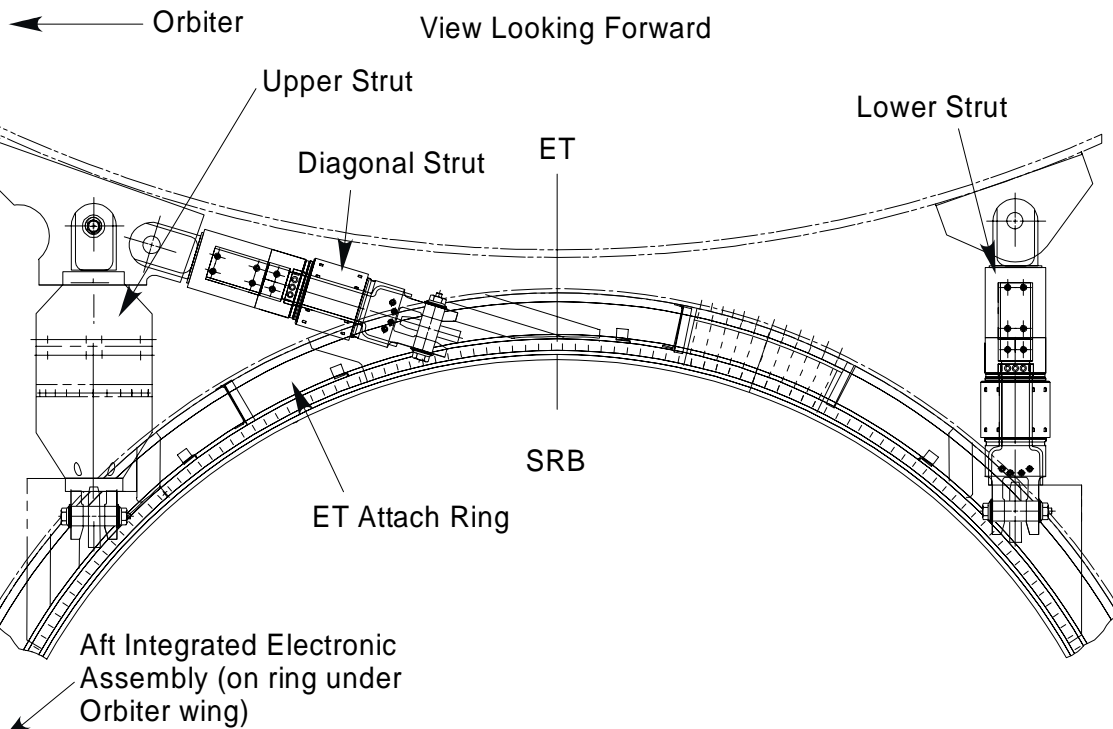 Orbiter
View Looking Forward
Upper Strut
Lower Strut
Diagonal Strut
ET
SRB
ET Attach Ring
Aft Integrated Electronic
Assembly (on ring under
Orbiter wing)